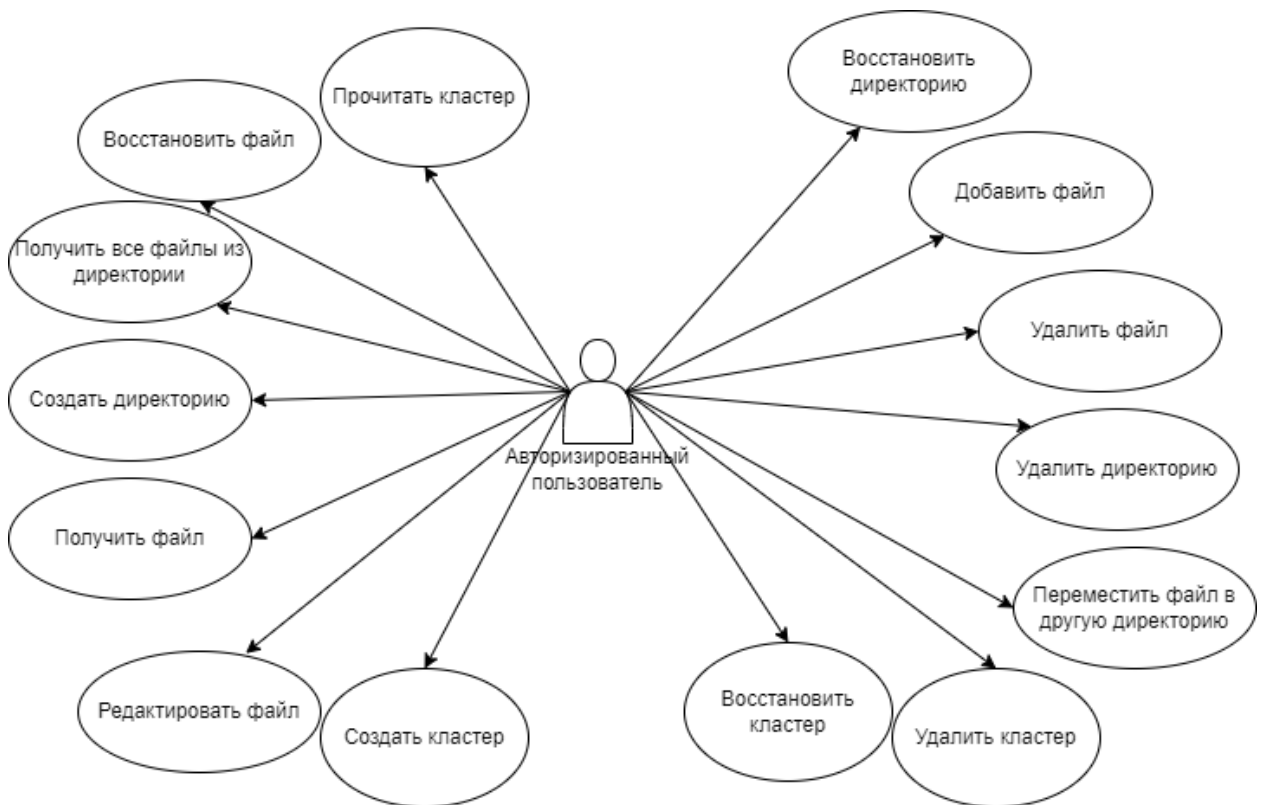 Прочитать кластер
Восстановить
директорию
Восстановить файл
Добавить файл
Получить все файлы из
директории
Удалить файл
Создать директорию
Авторизированный
пользователь
Удалить директорию
Получить файл
Переместить файл в
другую директорию
Редактировать файл
Создать кластер
Восстановить
кластер
Удалить кластер